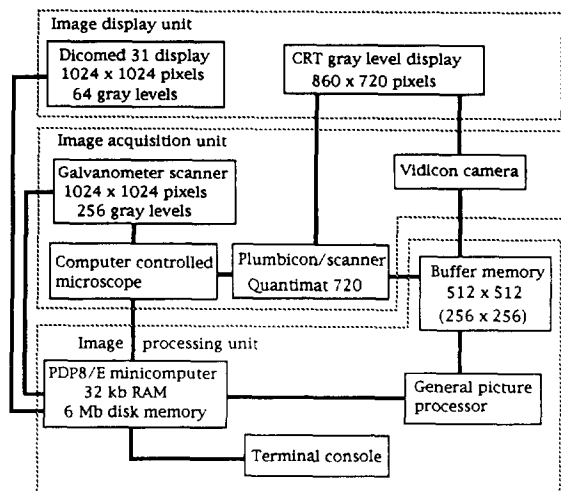 Image display unit
Dicomed 31 display
1024 x 1024 pixels
64 gray levels
CRT gray level display
860 x 720 pixels
Image acquisition unit
Galvanometer scanner
1024 x 1024 pixels
256 gray levels
Vidicon camera
Computer controlled
microscope
Plumbicon/scanner
Quantimat 720
Buffer memory
512 x 512
(256 x 256)
Image processing unit
PDP8/E minicomputer
32 kb RAM
6 Mb disk memory
General picture
processor
Terminal console